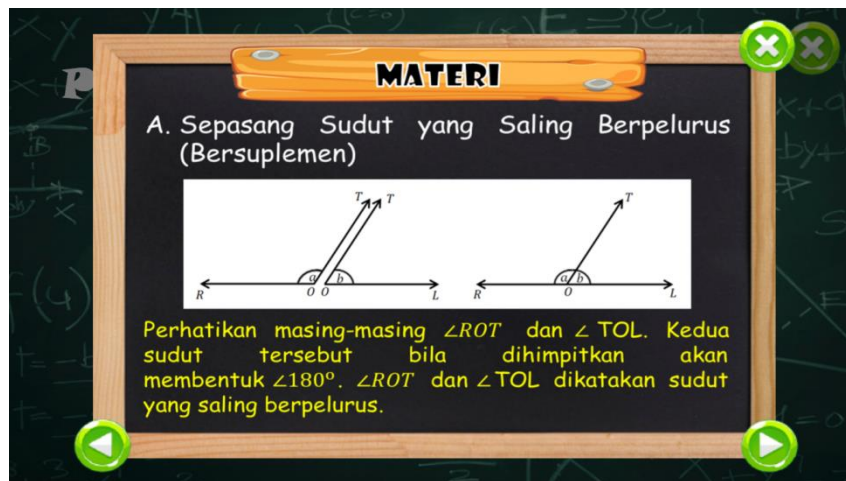 MATERI
A. Sepasang Sudut yang Saling Berpelurus
(Bersuplemen)
T T T
a b a b
R O O L R O L
Perhatikan masing-masing ∠ROT dan ∠ TOL. Kedua
sudut tersebut bila dihimpitkan akan
membentuk ∠180°. ∠ROT dan ∠TOL dikatakan sudut
yang saling berpelurus.